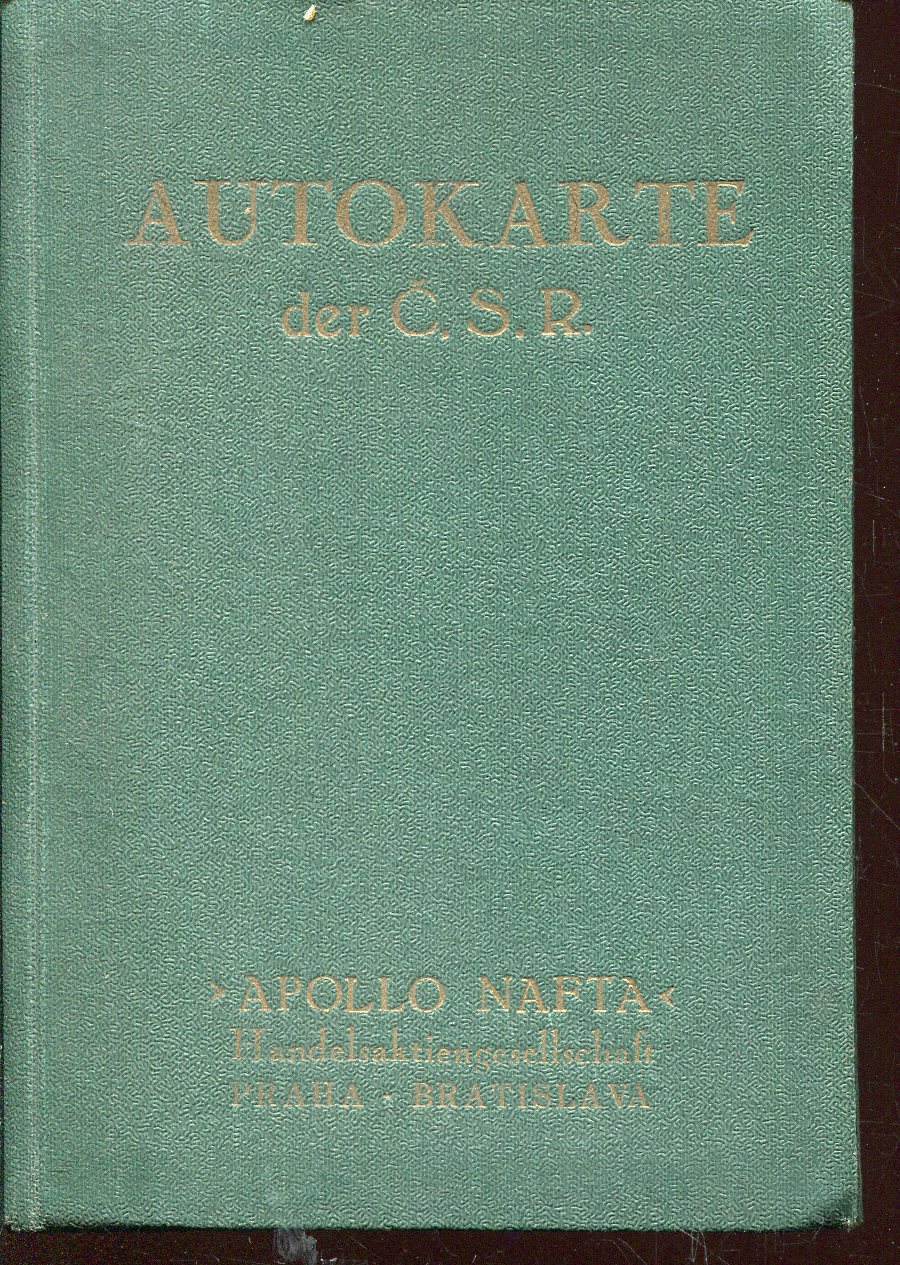 AUTOKARTE
der Č.S.R.
>APOLLO NAFTA<
Handelsaktiengesellschaft
PRAHA - BRATISLAVA